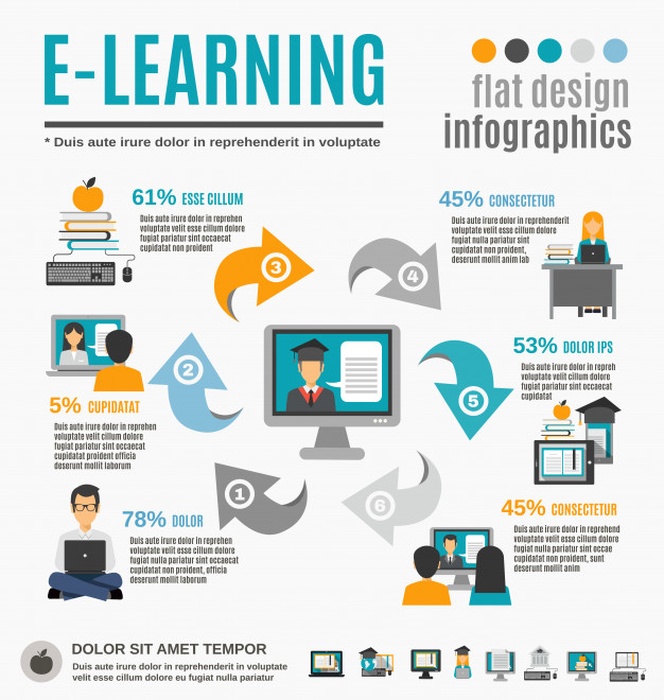 E-LEARNING
* Duis aute irure dolor in reprehenderit in voluptate
flat design
infographics
61% ESSE CILLUM
Duis aute irure dolor in reprehen
voluptate velit esse cillum dolore
fugiat pariatur sint occaecat
cupidatat non proident
3
45% CONSECTETUR
Duis aute irure dolor in reprehenderit
voluptate velit esse cillum dolore
fugiat nulla pariatur sint
cupidatat non proident,
deserunt mollit anim lab
4
2
5% CUPIDATAT
Duis aute irure dolor in reprehen
voluptate velit cillum dolore
fugiat pariatur sint occaecat
cupidatat non proident, officia
deserunt mollit laborum
53% DOLOR IPS
Duis aute irure dolor in repreh
voluptate velit esse cillum
fugiat pariatur sint occaecat
cupidatat
5
1
78% DOLOR
Duis aute irure dolor in reprehen
voluptate velit esse cillum dolore
fugiat pariatur sint occaecat
cupidatat non proident, officia
deserunt mollit laborum
6
45% CONSECTETUR
Duis aute irure dolor in reprehend
voluptate velit esse cillum dolore
fugiat pariatur sint occae
cupidatat non proident, sunt
deserunt mollit anim
DOLOR SIT AMET TEMPOR
Duis aute irure dolor in reprehenderit in voluptate
velit esse cillum dolore eu fugiat nulla pariatur